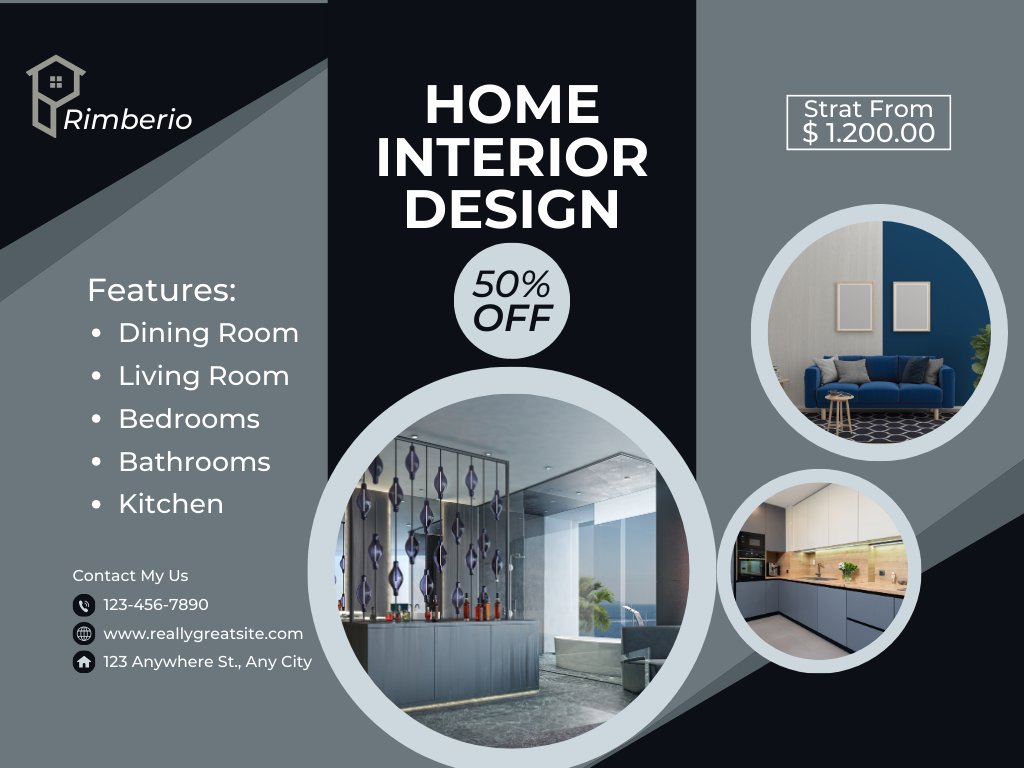 Rimberio
HOME
INTERIOR
DESIGN
50%
OFF
Strat From
$ 1.200.00
Features:
• Dining Room
• Living Room
• Bedrooms
• Bathrooms
• Kitchen
Contact My Us
123-456-7890
www.reallygreatsite.com
123 Anywhere St., Any City